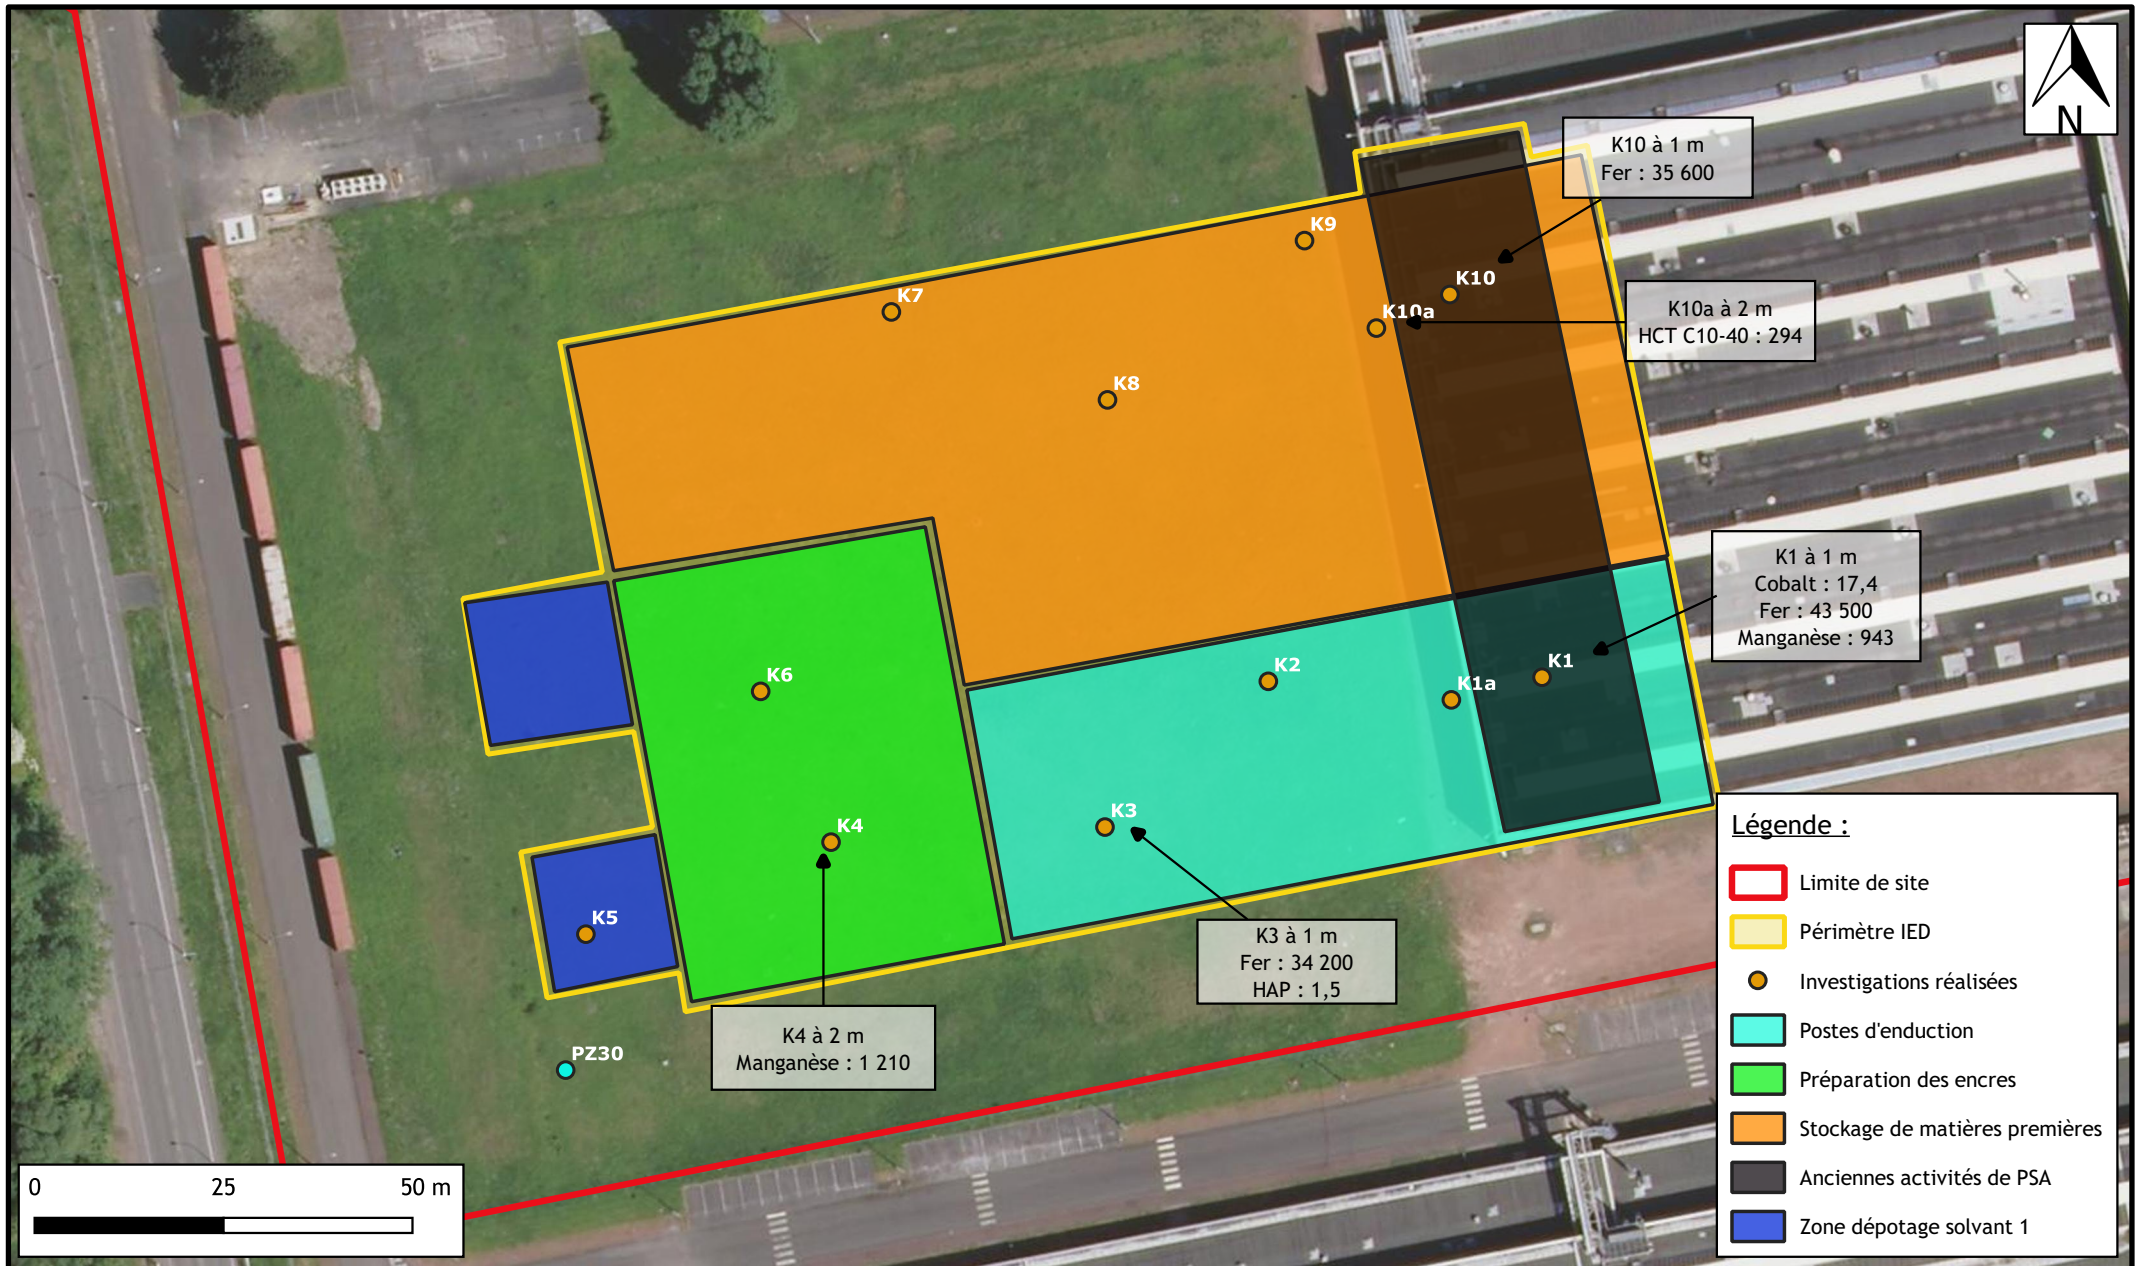 N
K10 à 1 m
Fer : 35 600
K9
K10
K7
K10a
K10a à 2 m
HCT C10-40 : 294
K8
K1 à 1 m
Cobalt : 17,4
Fer : 43 500
Manganèse : 943
K2
K1
K6
K1a
K3
K4
K5
K3 à 1 m
Fer : 34 200
HAP : 1,5
K4 à 2 m
Manganèse : 1 210
PZ30
0 25 50 m
Légende :
Limite de site
Périmètre IED
Investigations réalisées
Postes d'enduction
Préparation des encres
Stockage de matières premières
Anciennes activités de PSA
Zone dépotage solvant 1